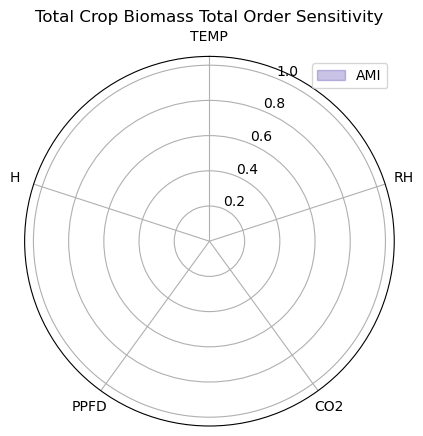 Total Crop Biomass Total Order Sensitivity
TEMP
1.0
AMI
0.8
0.6
0.4
H
RH
0.2
PPFD
CO2